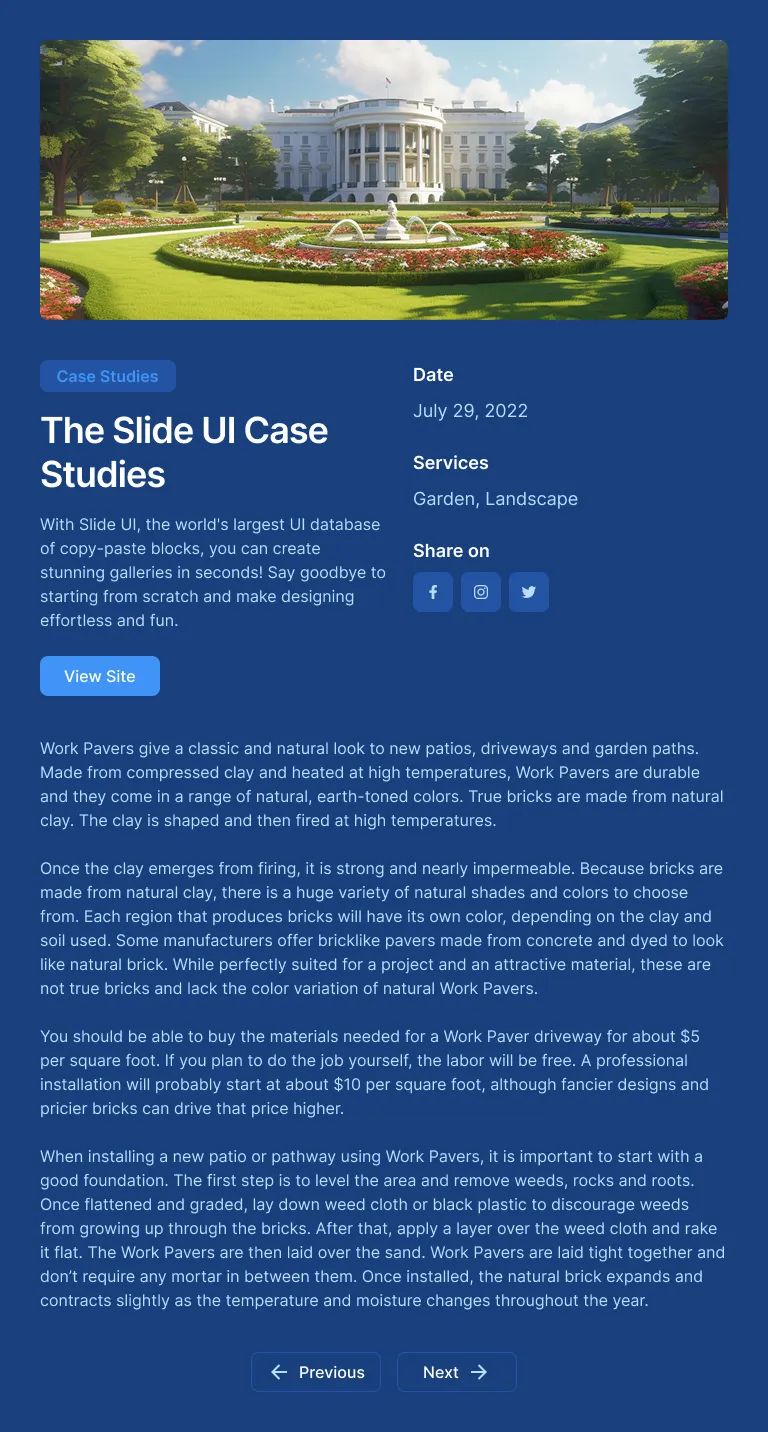 Case Studies
The Slide UI Case
Studies
With Slide UI, the world's largest UI database
of copy-paste blocks, you can create
stunning galleries in seconds! Say goodbye to
starting from scratch and make designing
effortless and fun.
View Site
Date
July 29, 2022
Services
Garden, Landscape
Share on
Work Pavers give a classic and natural look to new patios, driveways and garden paths.
Made from compressed clay and heated at high temperatures, Work Pavers are durable
and they come in a range of natural, earth-toned colors. True bricks are made from natural
clay. The clay is shaped and then fired at high temperatures.
Once the clay emerges from firing, it is strong and nearly impermeable. Because bricks are
made from natural clay, there is a huge variety of natural shades and colors to choose
from. Each region that produces bricks will have its own color, depending on the clay and
soil used. Some manufacturers offer bricklike pavers made from concrete and dyed to look
like natural brick. While perfectly suited for a project and an attractive material, these are
not true bricks and lack the color variation of natural Work Pavers.
You should be able to buy the materials needed for a Work Paver driveway for about $5
per square foot. If you plan to do the job yourself, the labor will be free. A professional
installation will probably start at about $10 per square foot, although fancier designs and
pricier bricks can drive that price higher.
When installing a new patio or pathway using Work Pavers, it is important to start with a
good foundation. The first step is to level the area and remove weeds, rocks and roots.
Once flattened and graded, lay down weed cloth or black plastic to discourage weeds
from growing up through the bricks. After that, apply a layer over the weed cloth and rake
it flat. The Work Pavers are then laid over the sand. Work Pavers are laid tight together and
don’t require any mortar in between them. Once installed, the natural brick expands and
contracts slightly as the temperature and moisture changes throughout the year.
Previous
Next